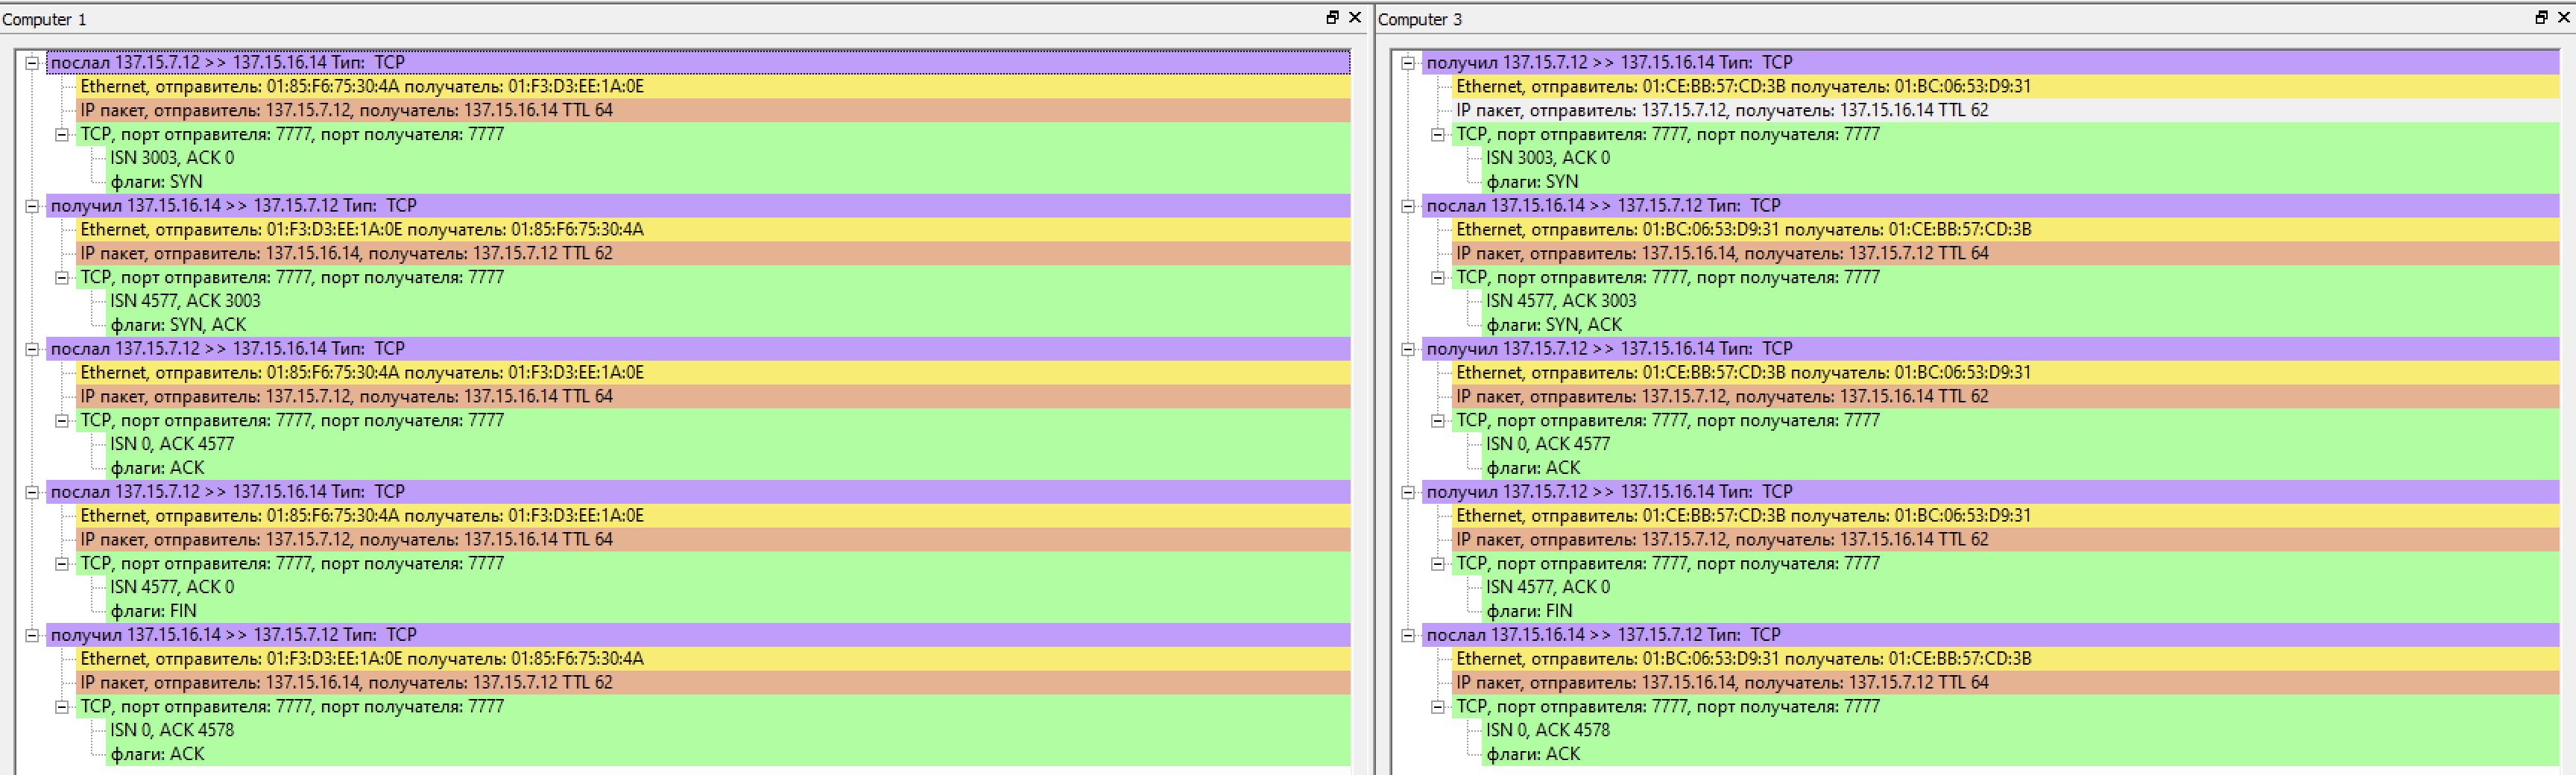 Computer 1
послал 137.15.7.12 >> 137.15.16.14 Тип: TCP
Ethernet, отправитель: 01:85:F6:75:30:4A получатель: 01:F3:D3:EE:1A:0E
IP пакет, отправитель: 137.15.7.12, получатель: 137.15.16.14 TTL 64
TCP, порт отправителя: 7777, порт получателя: 7777
ISN 3003, ACK 0
флаги: SYN
получил 137.15.16.14 >> 137.15.7.12 Тип: TCP
Ethernet, отправитель: 01:F3:D3:EE:1A:0E получатель: 01:85:F6:75:30:4A
IP пакет, отправитель: 137.15.16.14, получатель: 137.15.7.12 TTL 62
TCP, порт отправителя: 7777, порт получателя: 7777
ISN 4577, ACK 3003
флаги: SYN, ACK
послал 137.15.7.12 >> 137.15.16.14 Тип: TCP
Ethernet, отправитель: 01:85:F6:75:30:4A получатель: 01:F3:D3:EE:1A:0E
IP пакет, отправитель: 137.15.7.12, получатель: 137.15.16.14 TTL 64
TCP, порт отправителя: 7777, порт получателя: 7777
ISN 0, ACK 4577
флаги: ACK
послал 137.15.7.12 >> 137.15.16.14 Тип: TCP
Ethernet, отправитель: 01:85:F6:75:30:4A получатель: 01:F3:D3:EE:1A:0E
IP пакет, отправитель: 137.15.7.12, получатель: 137.15.16.14 TTL 64
TCP, порт отправителя: 7777, порт получателя: 7777
ISN 4577, ACK 0
флаги: FIN
получил 137.15.16.14 >> 137.15.7.12 Тип: TCP
Ethernet, отправитель: 01:F3:D3:EE:1A:0E получатель: 01:85:F6:75:30:4A
IP пакет, отправитель: 137.15.16.14, получатель: 137.15.7.12 TTL 62
TCP, порт отправителя: 7777, порт получателя: 7777
ISN 0, ACK 4578
флаги: ACK
Computer 3
получил 137.15.7.12 >> 137.15.16.14 Тип: TCP
Ethernet, отправитель: 01:CE:BB:57:CD:3B получатель: 01:BC:06:53:D9:31
IP пакет, отправитель: 137.15.7.12, получатель: 137.15.16.14 TTL 62
TCP, порт отправителя: 7777, порт получателя: 7777
ISN 3003, ACK 0
флаги: SYN
послал 137.15.16.14 >> 137.15.7.12 Тип: TCP
Ethernet, отправитель: 01:BC:06:53:D9:31 получатель: 01:CE:BB:57:CD:3B
IP пакет, отправитель: 137.15.16.14, получатель: 137.15.7.12 TTL 64
TCP, порт отправителя: 7777, порт получателя: 7777
ISN 4577, ACK 3003
флаги: SYN, ACK
получил 137.15.7.12 >> 137.15.16.14 Тип: TCP
Ethernet, отправитель: 01:CE:BB:57:CD:3B получатель: 01:BC:06:53:D9:31
IP пакет, отправитель: 137.15.7.12, получатель: 137.15.16.14 TTL 62
TCP, порт отправителя: 7777, порт получателя: 7777
ISN 0, ACK 4577
флаги: ACK
получил 137.15.7.12 >> 137.15.16.14 Тип: TCP
Ethernet, отправитель: 01:CE:BB:57:CD:3B получатель: 01:BC:06:53:D9:31
IP пакет, отправитель: 137.15.7.12, получатель: 137.15.16.14 TTL 62
TCP, порт отправителя: 7777, порт получателя: 7777
ISN 4577, ACK 0
флаги: FIN
послал 137.15.16.14 >> 137.15.7.12 Тип: TCP
Ethernet, отправитель: 01:BC:06:53:D9:31 получатель: 01:CE:BB:57:CD:3B
IP пакет, отправитель: 137.15.16.14, получатель: 137.15.7.12 TTL 64
TCP, порт отправителя: 7777, порт получателя: 7777
ISN 0, ACK 4578
флаги: ACK